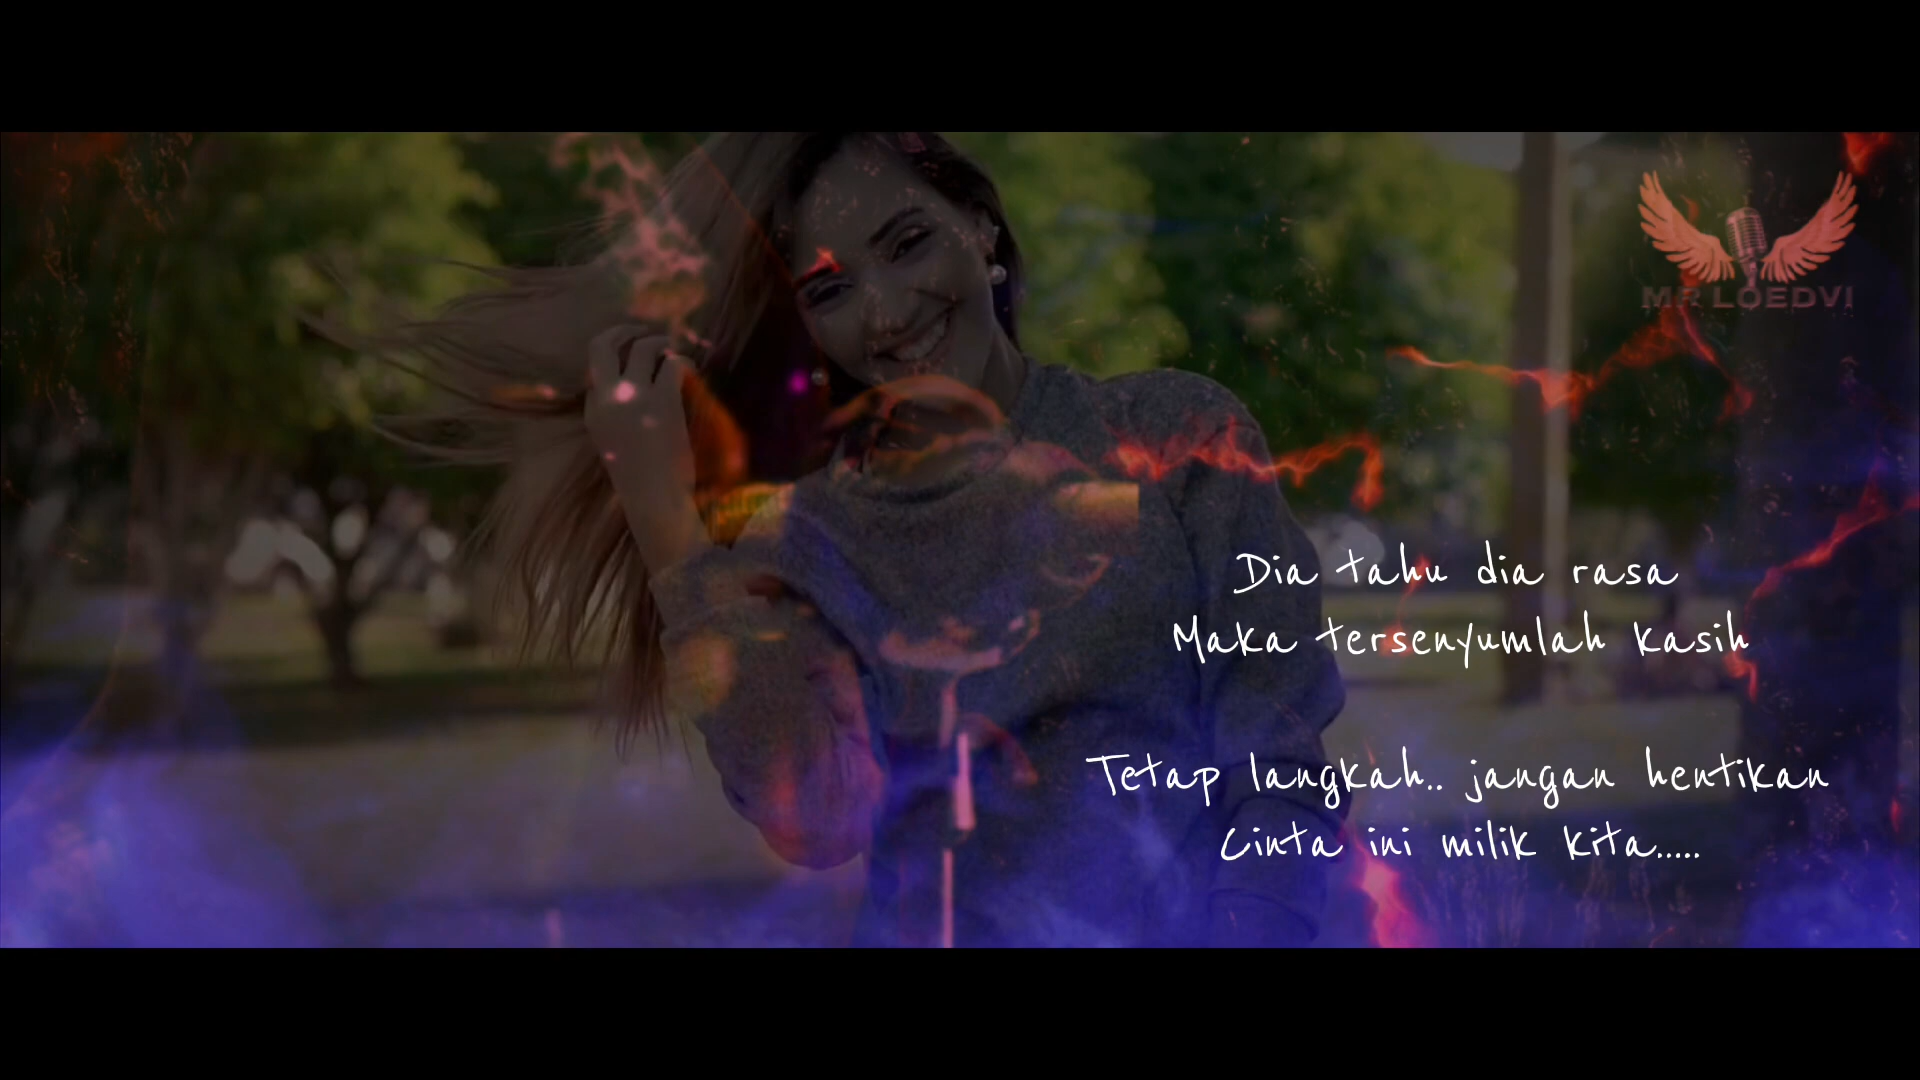 MR LOEDVI
Dia tahu dia rasa
Maka tersenyumlah kasih
Tetap langkah.. jangan hentikan
Cinta ini milik kita.....